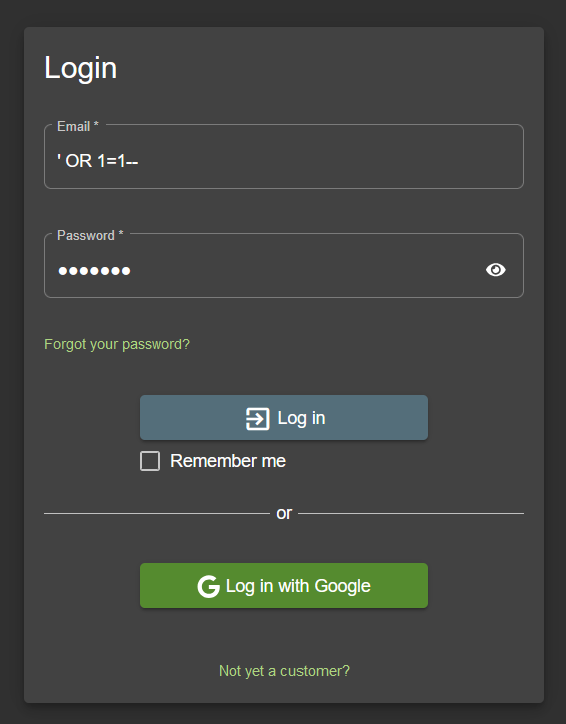 Login
Email *
' OR 1=1--
Password *
•••••••
Forgot your password?
Log in
Remember me
or
G Log in with Google
Not yet a customer?